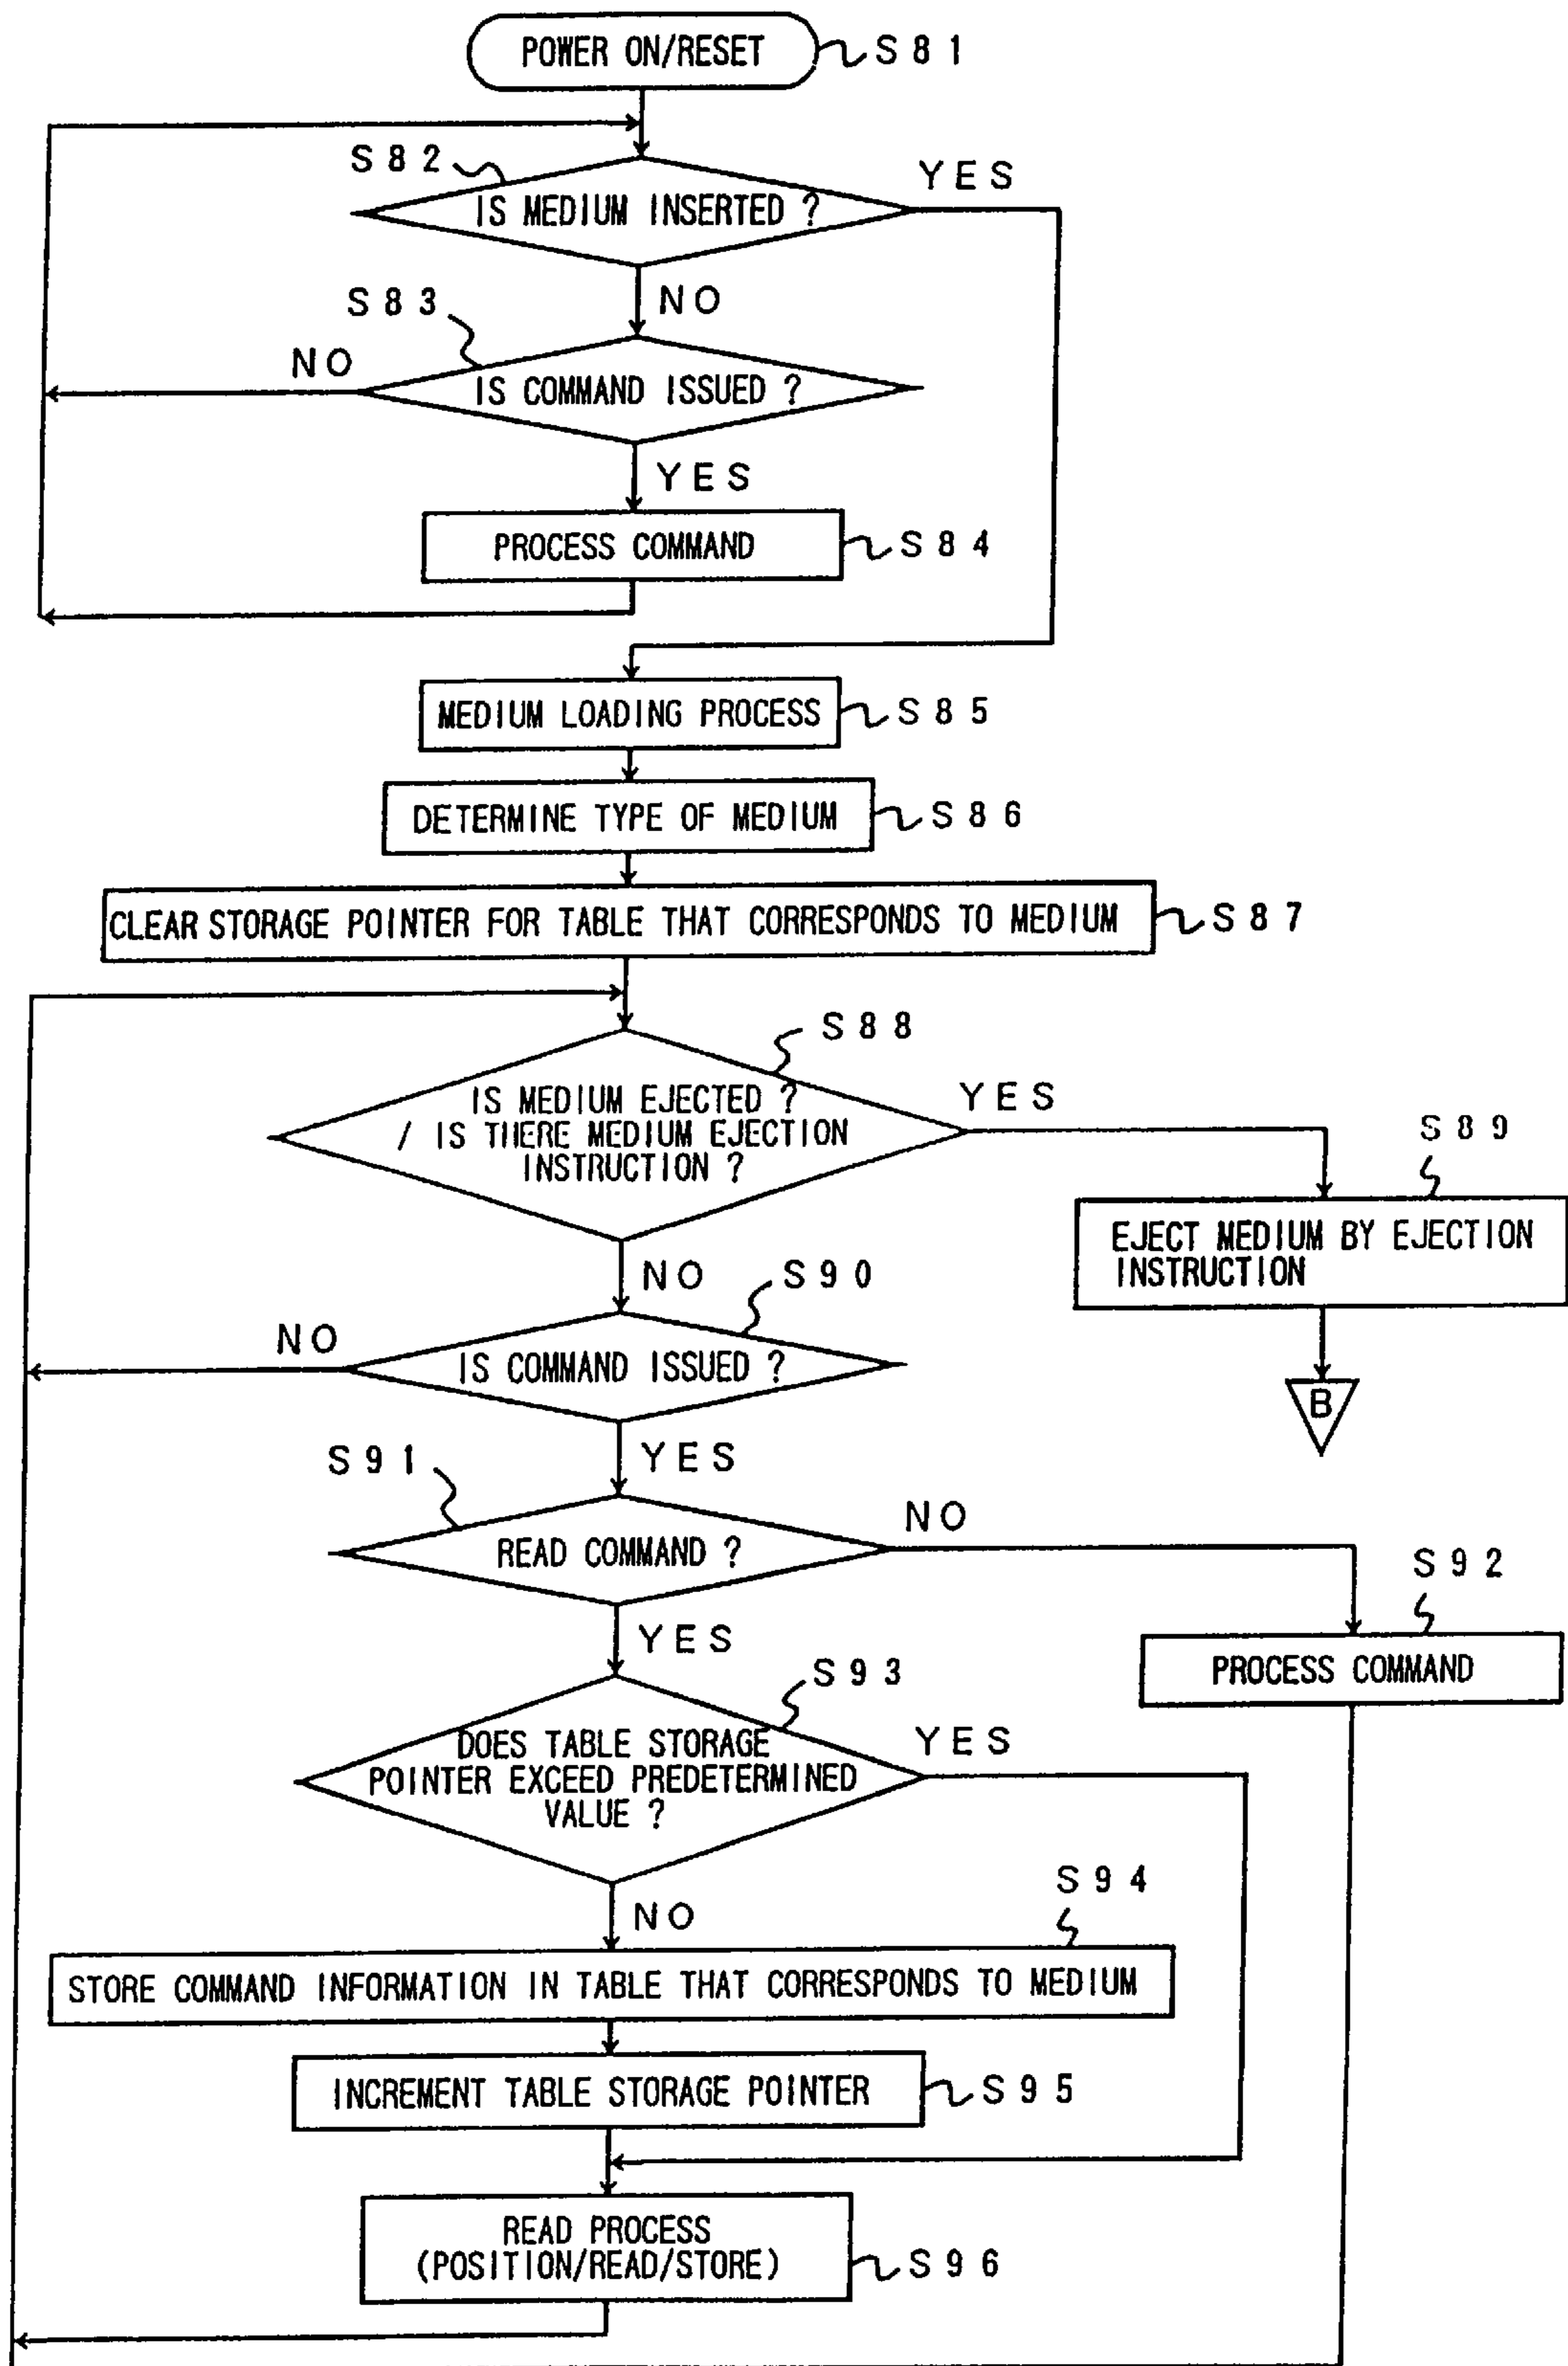 POWER ON/RESET S81
S82
YES
IS MEDIUM INSERTED ?
S83
NO
NO
IS COMMAND ISSUED ?
YES
PROCESS COMMAND S84
MEDIUM LOADING PROCESS S85
DETERMINE TYPE OF MEDIUM S86
CLEAR STORAGE POINTER FOR TABLE THAT CORRESPONDS TO MEDIUM S87
S88
IS MEDIUM EJECTED ?
/ IS THERE MEDIUM EJECTION
INSTRUCTION ?
YES
S89
EJECT MEDIUM BY EJECTION
INSTRUCTION
B
NO
S90
NO
IS COMMAND ISSUED ?
YES
S91
NO
READ COMMAND ?
S92
PROCESS COMMAND
YES
S93
DOES TABLE STORAGE
POINTER EXCEED PREDETERMINED
VALUE ?
YES
NO
S94
STORE COMMAND INFORMATION IN TABLE THAT CORRESPONDS TO MEDIUM
INCREMENT TABLE STORAGE POINTER S95
READ PROCESS
(POSITION/READ/STORE) S96